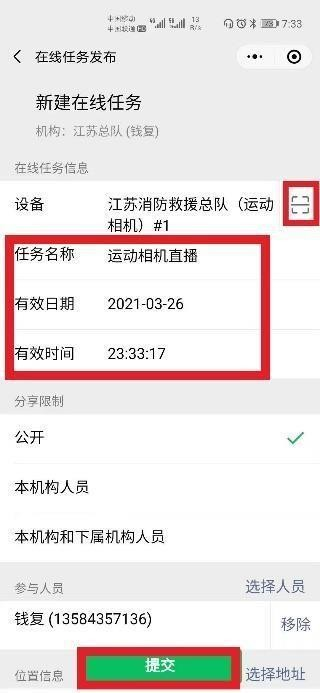 中国移动
中国联通 HD 4G 5G 13 B/s 7:33
在线任务发布
新建在线任务
机构：江苏总队 (钱复)
在线任务信息
设备 江苏消防救援总队（运动
相机）#1
任务名称 运动相机直播
有效日期 2021-03-26
有效时间 23:33:17
分享限制
公开
本机构人员
本机构和下属机构人员
参与人员 选择人员
钱复 (13584357136) 移除
位置信息 提交 选择地址